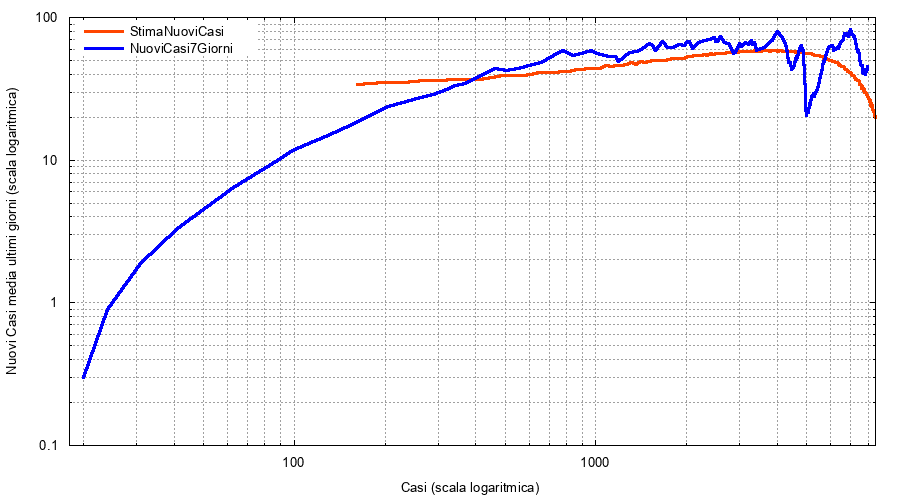 StimaNuoviCasi
NuoviCasi7Giorni
100
10
1
0.1
100
1000
Nuovi Casi media ultimi giorni (scala logaritmica)
Casi (scala logaritmica)